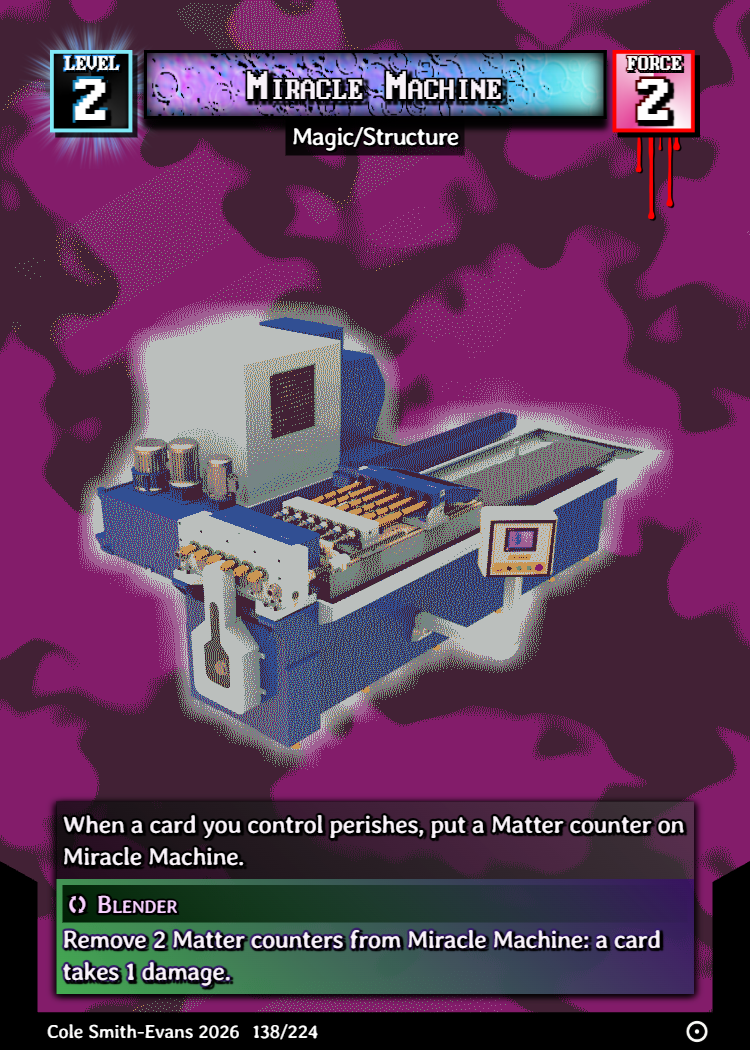 LEVEL
2
Miracle Machine
FORCE
2
Magic/Structure
When a card you control perishes, put a Matter counter on
Miracle Machine.
Blender
Remove 2 Matter counters from Miracle Machine: a card
takes 1 damage.
Cole Smith-Evans 2026 138/224